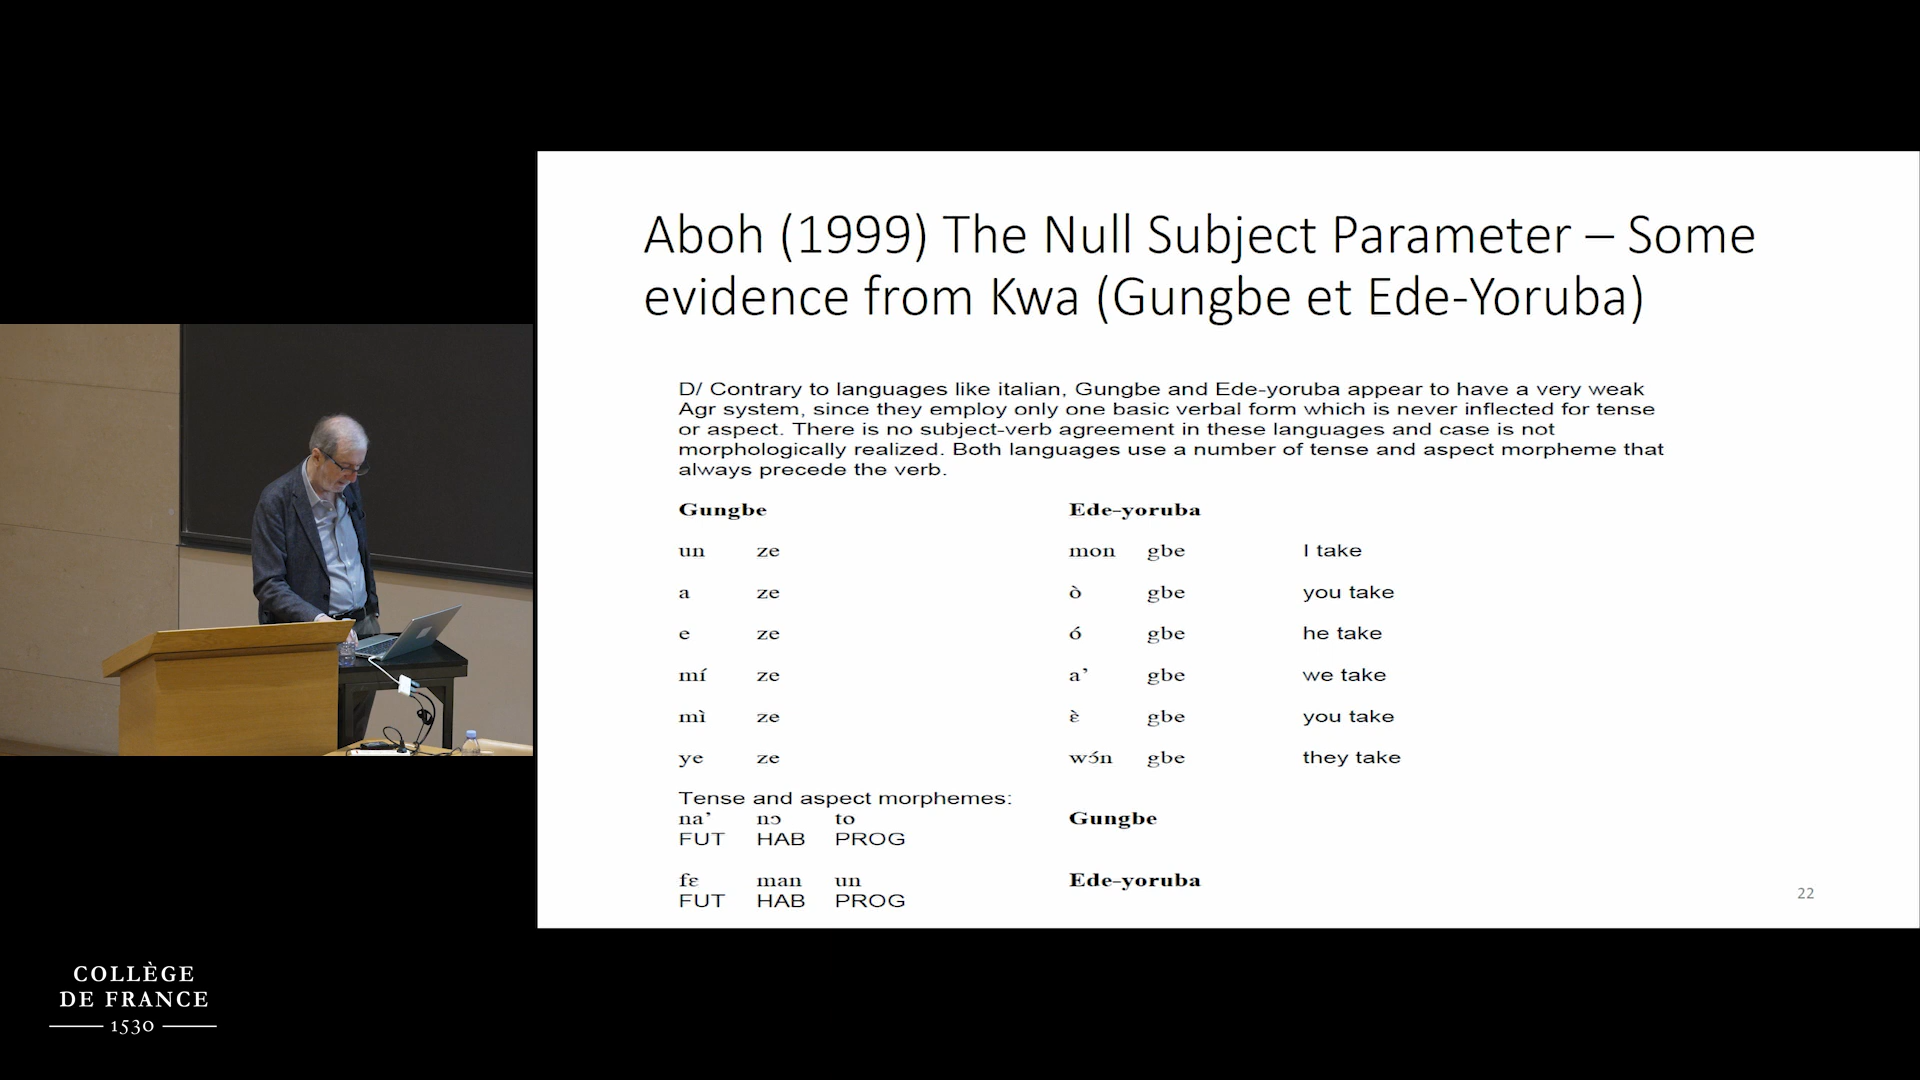 Aboh (1999) The Null Subject Parameter – Some
evidence from Kwa (Gungbe et Ede-Yoruba)
D/ Contrary to languages like italian, Gungbe and Ede-yoruba appear to have a very weak
Agr system, since they employ only one basic verbal form which is never inflected for tense
or aspect. There is no subject-verb agreement in these languages and case is not
morphologically realized. Both languages use a number of tense and aspect morpheme that
always precede the verb.
Gungbe Ede-yoruba
un ze mon gbe I take
a ze ò gbe you take
e ze ó gbe he take
mí ze a’ gbe we take
mì ze ὲ gbe you take
ye ze wɔ́n gbe they take
Tense and aspect morphemes:
na’ nɔ to Gungbe
FUT HAB PROG
fɛ man un Ede-yoruba
FUT HAB PROG
22
COLLÈGE
DE FRANCE
1530